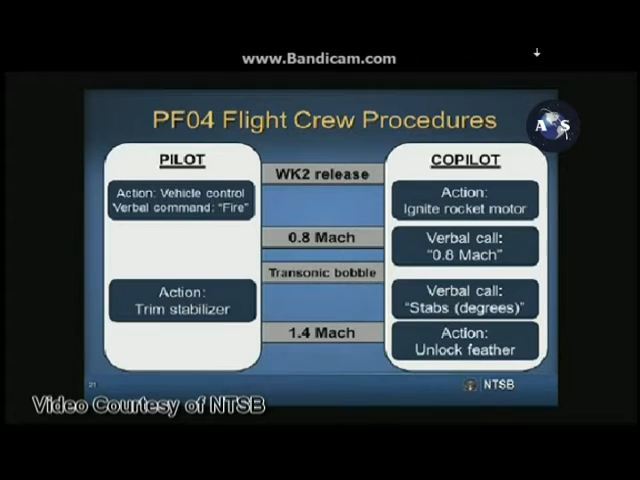 www.Bandicam.com
PF04 Flight Crew Procedures
A S
PILOT
Action: Vehicle control
Verbal command: "Fire"
Action:
Trim stabilizer
WK2 release
0.8 Mach
Transonic bobble
1.4 Mach
COPILOT
Action:
Ignite rocket motor
Verbal call:
"0.8 Mach"
Verbal call:
"Stabs (degrees)"
Action:
Unlock feather
21
NTSB
Video Courtesy of NTSB